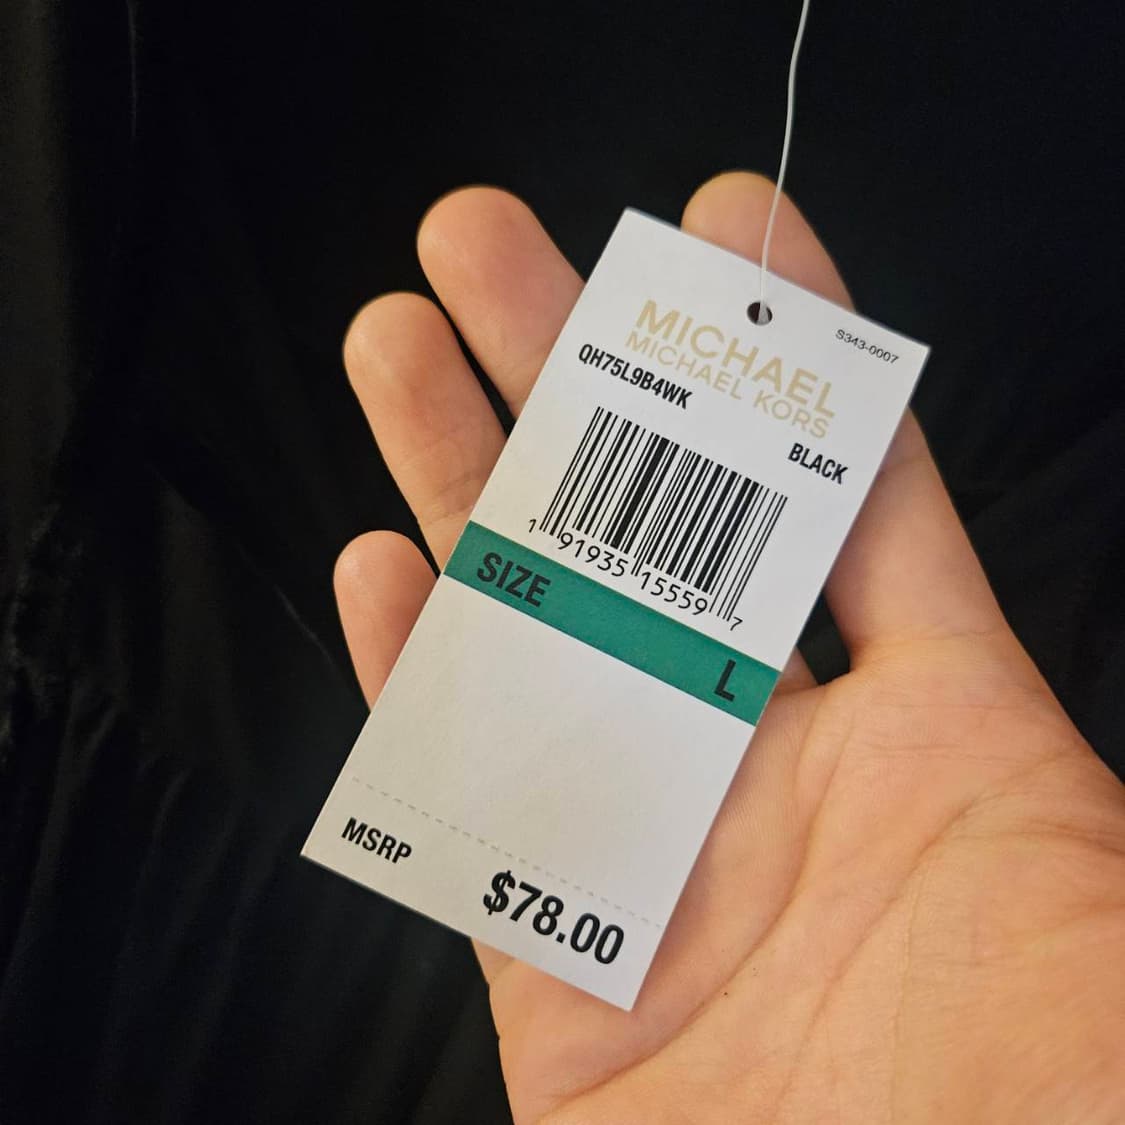 S343-0007
MICHAEL
MICHAEL KORS
QH75L9B4WK
BLACK
1 91935 15559 7
SIZE L
MSRP $78.00